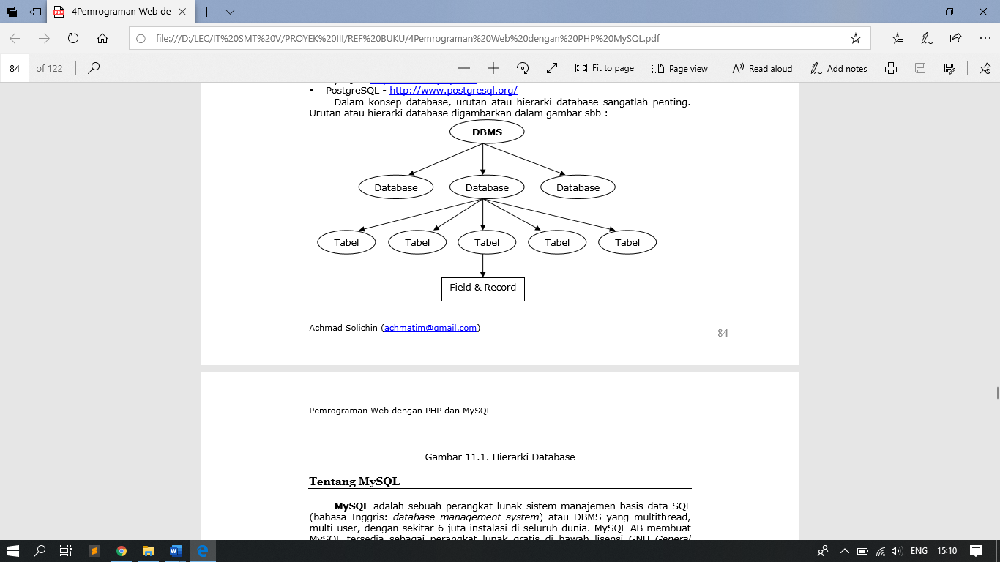 4Pemrograman Web de
file:///D:/LEC/IT%20SMT%20V/PROYEK%20III/REF%20BUKU/4Pemrograman%20Web%20dengan%20PHP%20MySQL.pdf
84 of 122 Fit to page Page view Read aloud Add notes
PostgreSQL - http://www.postgresql.org/
Dalam konsep database, urutan atau hierarki database sangatlah penting.
Urutan atau hierarki database digambarkan dalam gambar sbb :
DBMS
Database Database Database
Tabel Tabel Tabel Tabel Tabel
Field & Record
Achmad Solichin (achmatim@gmail.com)
84
Pemrograman Web dengan PHP dan MySQL
Gambar 11.1. Hierarki Database
Tentang MySQL
MySQL adalah sebuah perangkat lunak sistem manajemen basis data SQL
(bahasa Inggris: database management system) atau DBMS yang multithread,
multi-user, dengan sekitar 6 juta instalasi di seluruh dunia. MySQL AB membuat
MySQL tersedia sebagai perangkat lunak gratis di bawah lisensi GNU General
ENG 15:10